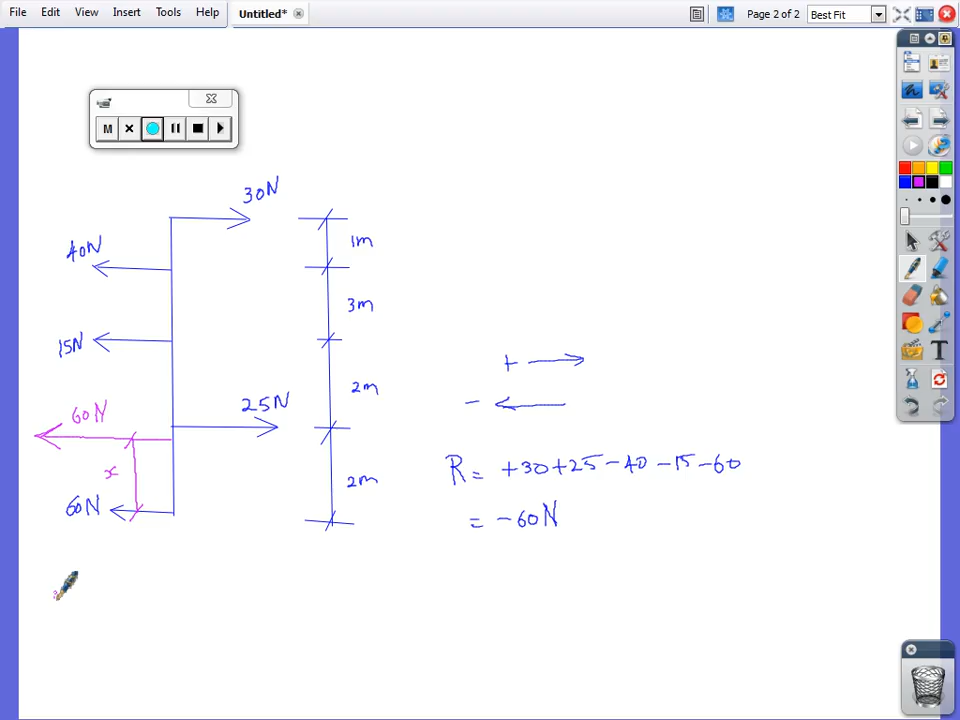 File Edit View Insert Tools Help Untitled* Page 2 of 2 Best Fit
M
30N
40N
1m
3m
15N
+
2m
25N
-
60N
x
R = +30+25-40-15-60
2m
60N
= -60N
T